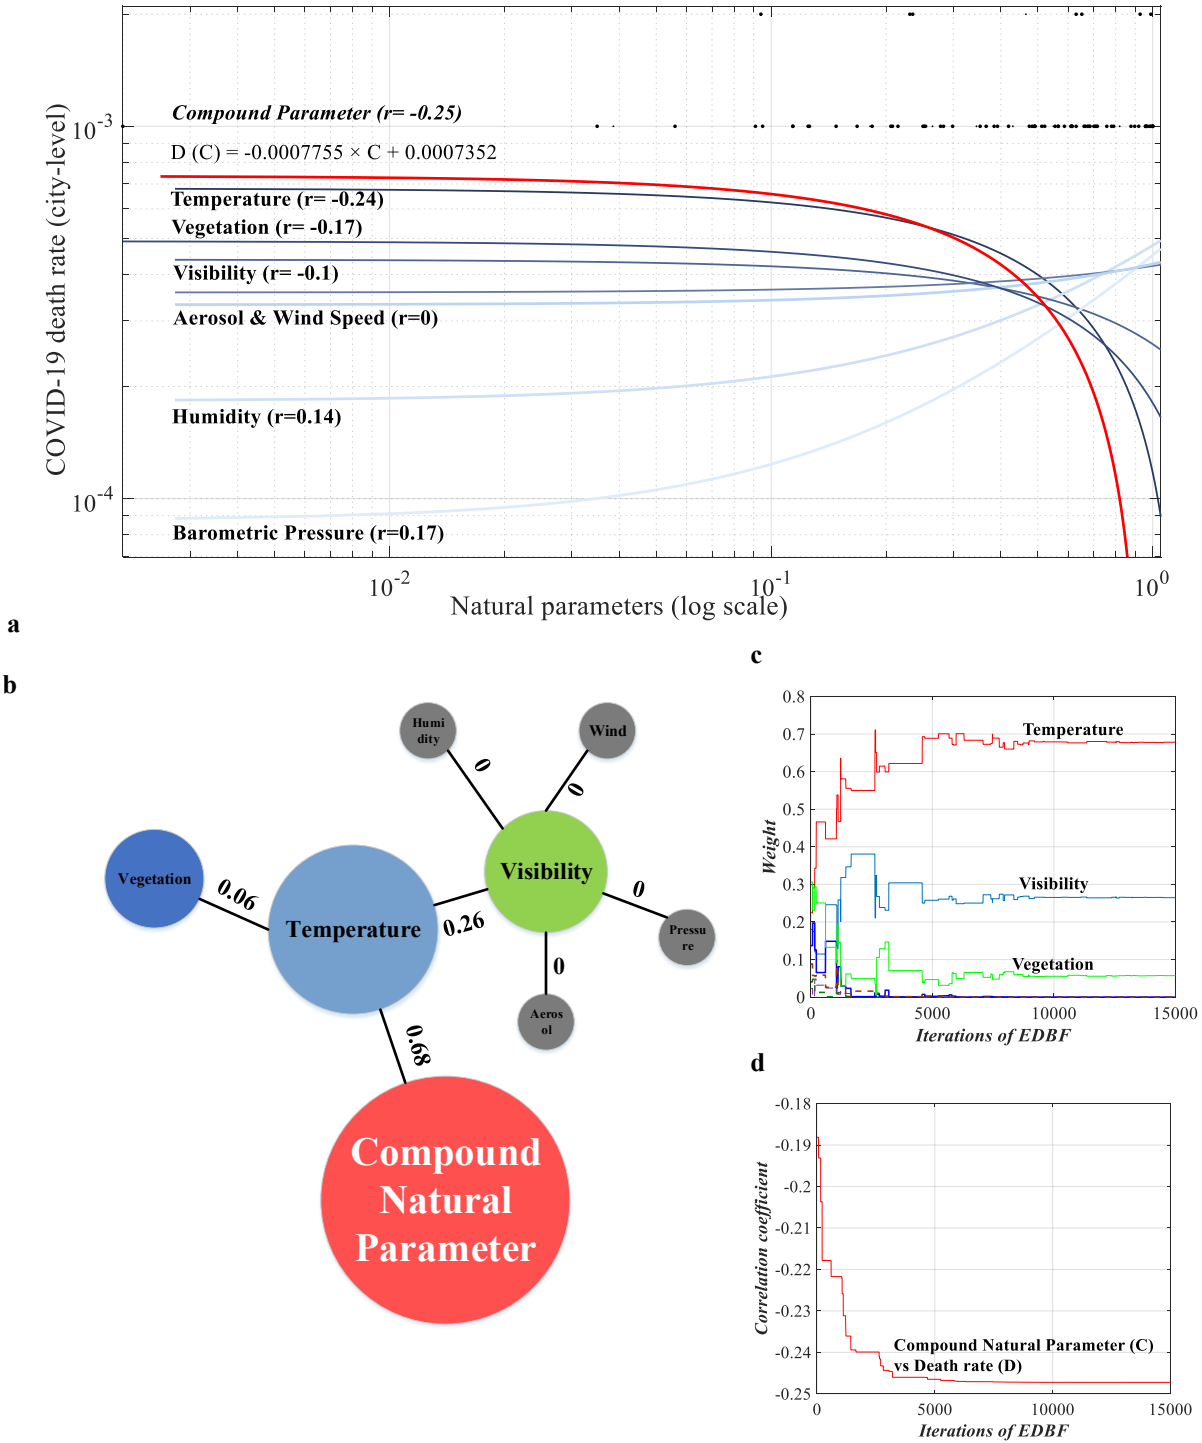 COVID-19 death rate (city-level)
10-3
10-4
Compound Parameter (r= -0.25)
D (C) = -0.0007755 × C + 0.0007352
Temperature (r= -0.24)
Vegetation (r= -0.17)
Visibility (r= -0.1)
Aerosol & Wind Speed (r=0)
Humidity (r=0.14)
Barometric Pressure (r=0.17)
10-2
10-1
100
Natural parameters (log scale)
a
b
Humi
dity
Wind
0
0
Vegetation
0.06
Temperature
0.26
Visibility
0
Pressu
re
0
Aeros
ol
0.68
Compound
Natural
Parameter
c
Weight
0.8
0.7
0.6
0.5
0.4
0.3
0.2
0.1
0
Temperature
Visibility
Vegetation
0
5000
10000
15000
Iterations of EDBF
d
Correlation coefficient
-0.18
-0.19
-0.2
-0.21
-0.22
-0.23
-0.24
-0.25
Compound Natural Parameter (C)
vs Death rate (D)
0
5000
10000
15000
Iterations of EDBF